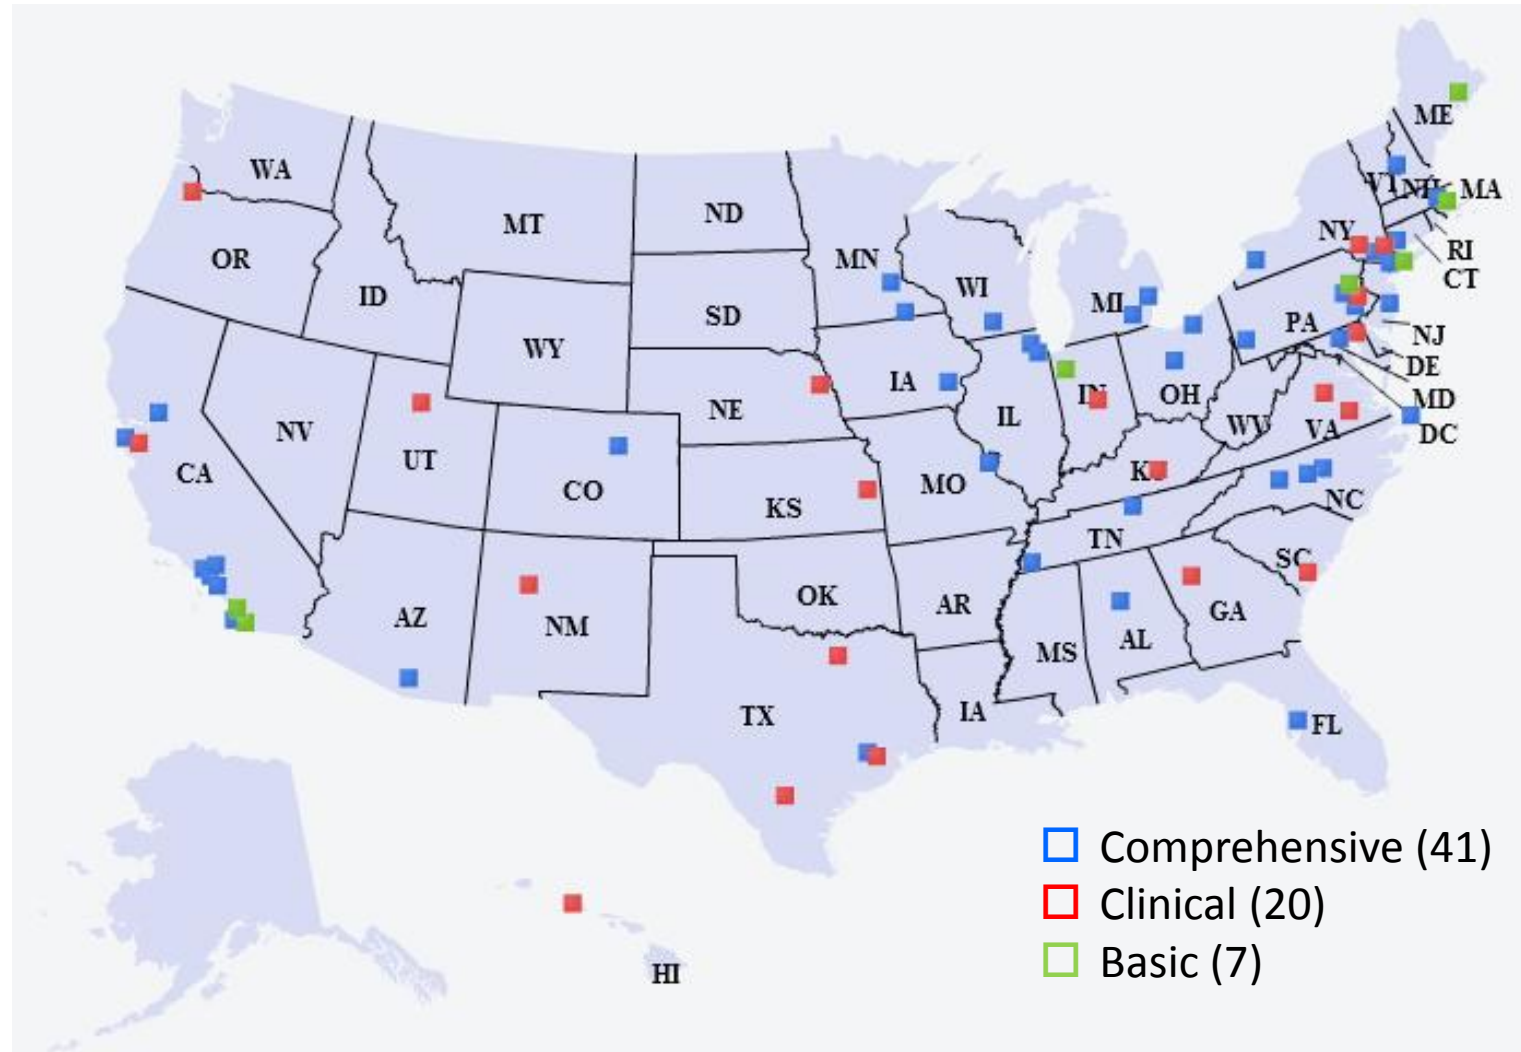 ME
WA
VT
NH
MA
MT
ND
NY
OR
MN
RI
CT
ID
WI
MI
SD
PA
NJ
WY
DE
IA
NE
IN
OH
MD
IL
WV
NV
VA
DC
UT
CA
CO
MO
KS
NC
TN
SC
OK
AR
AZ
NM
GA
AL
MS
TX
IA
FL
HI
Comprehensive (41)
Clinical (20)
Basic (7)